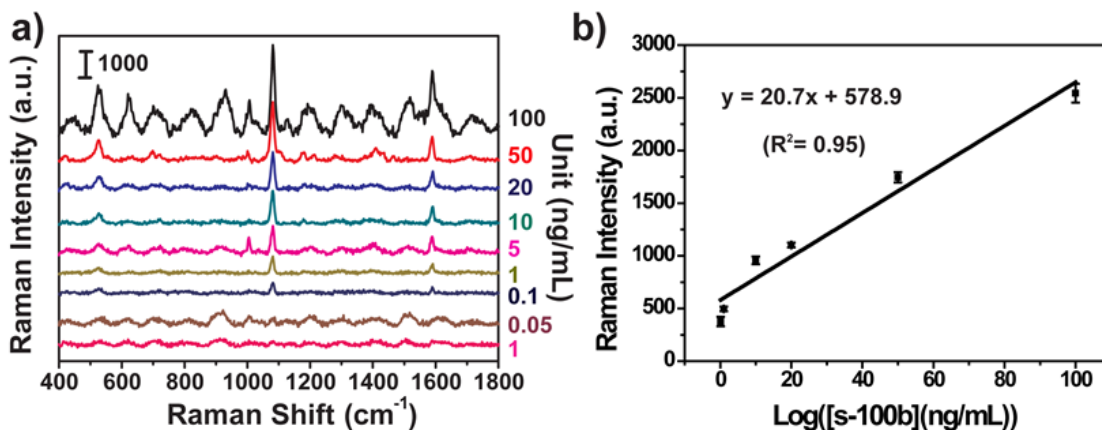 a)
1000
100
50
20
10
5
1
0.1
0.05
1
Unit (ng/mL)
Raman Intensity (a.u.)
400 600 800 1000 1200 1400 1600 1800
Raman Shift (cm⁻¹)
b)
3000
2500
2000
1500
1000
500
0
Raman Intensity (a.u.)
y = 20.7x + 578.9
(R²= 0.95)
0 20 40 60 80 100
Log([s-100b](ng/mL))